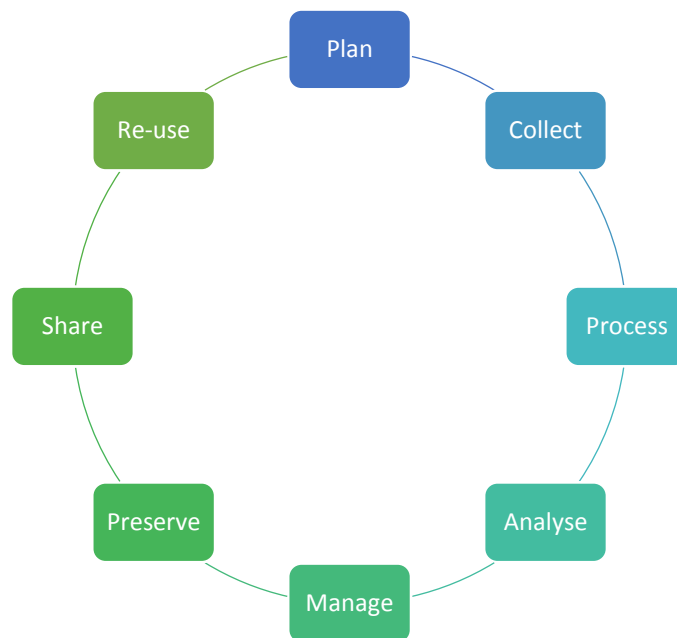 Plan
Collect
Process
Analyse
Manage
Preserve
Share
Re-use